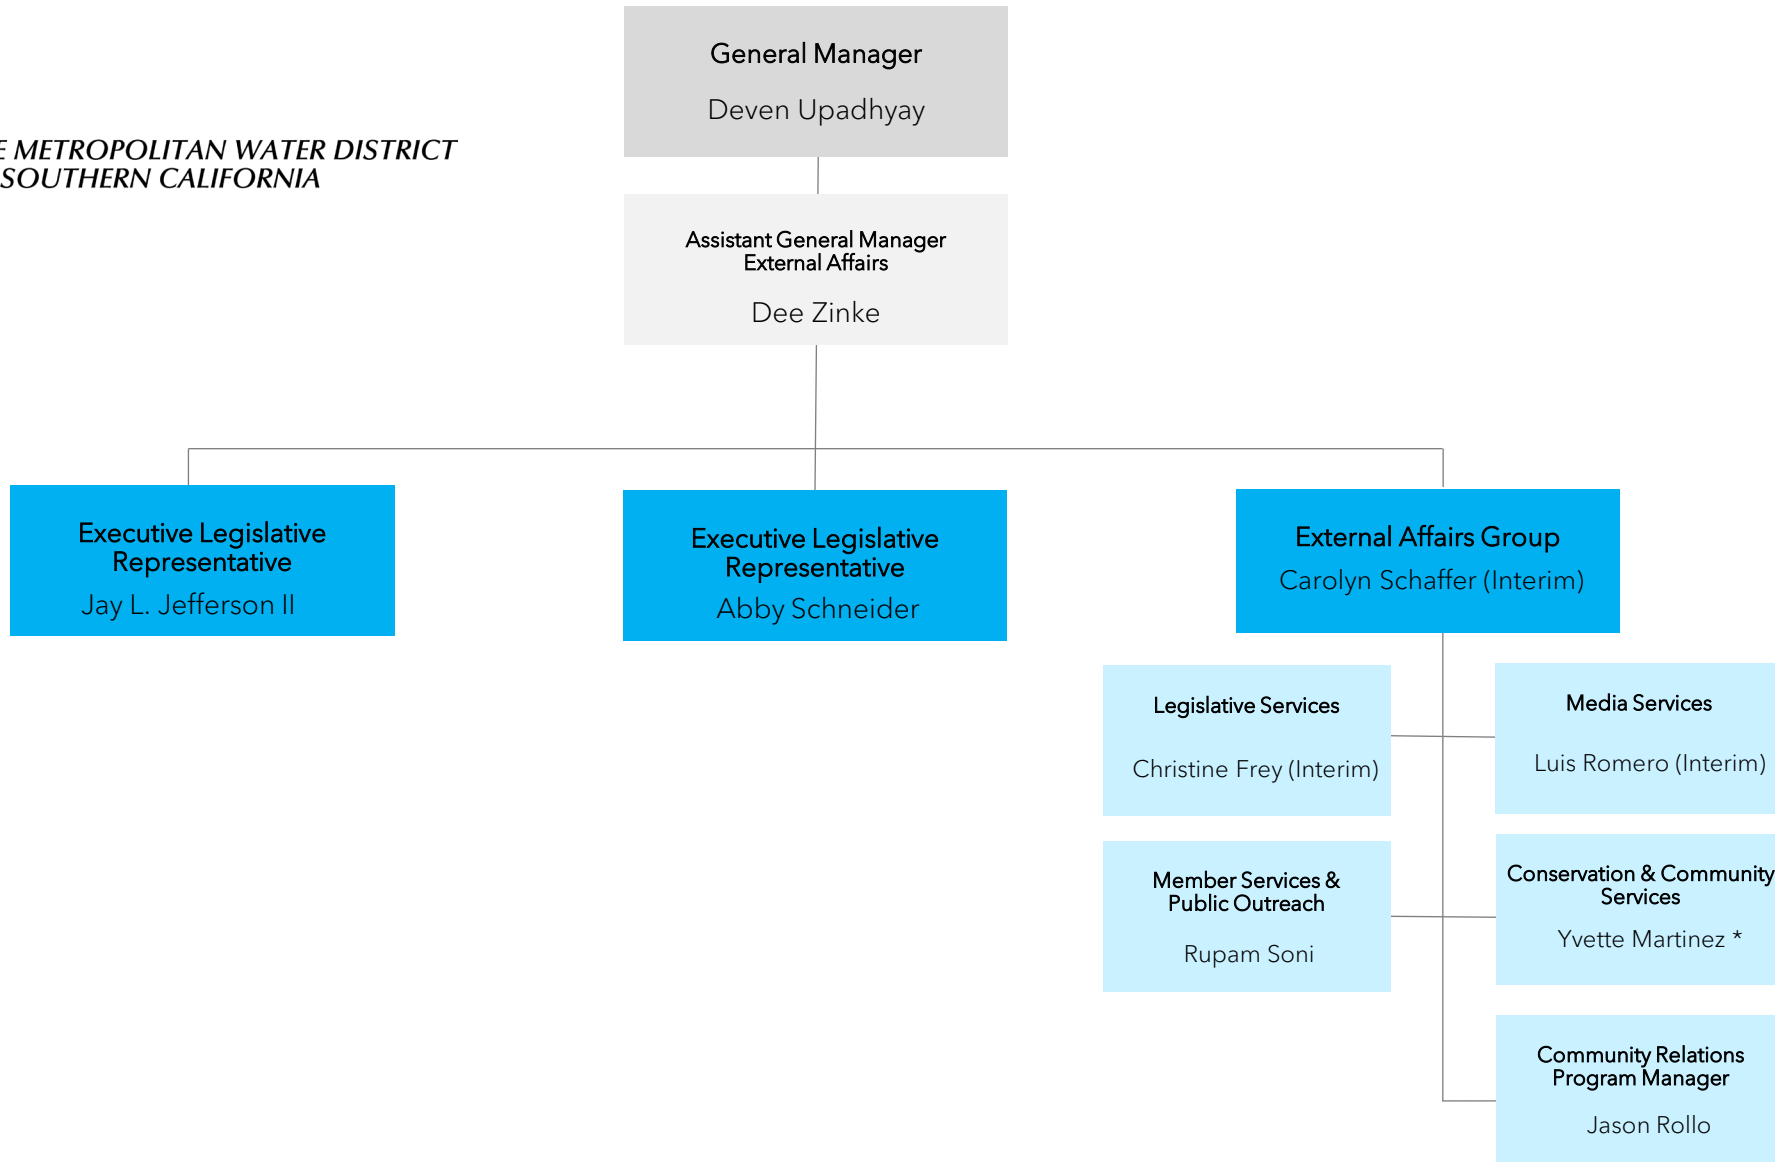 General Manager
Deven Upadhyay
E METROPOLITAN WATER DISTRICT
SOUTHERN CALIFORNIA
Assistant General Manager
External Affairs
Dee Zinke
Executive Legislative
Representative
Jay L. Jefferson II
Executive Legislative
Representative
Abby Schneider
External Affairs Group
Carolyn Schaffer (Interim)
Legislative Services
Christine Frey (Interim)
Media Services
Luis Romero (Interim)
Member Services &
Public Outreach
Rupam Soni
Conservation & Community
Services
Yvette Martinez *
Community Relations
Program Manager
Jason Rollo